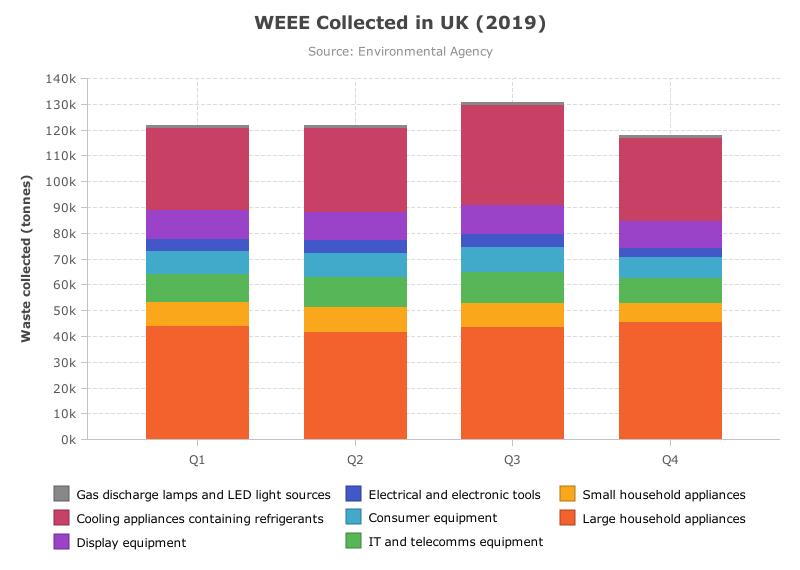 WEEE Collected in UK (2019)
Source: Environmental Agency
Waste collected (tonnes)
140k
130k
120k
110k
100k
90k
80k
70k
60k
50k
40k
30k
20k
10k
0k
Q1 Q2 Q3 Q4
Gas discharge lamps and LED light sources Electrical and electronic tools Small household appliances
Cooling appliances containing refrigerants Consumer equipment Large household appliances
Display equipment IT and telecomms equipment